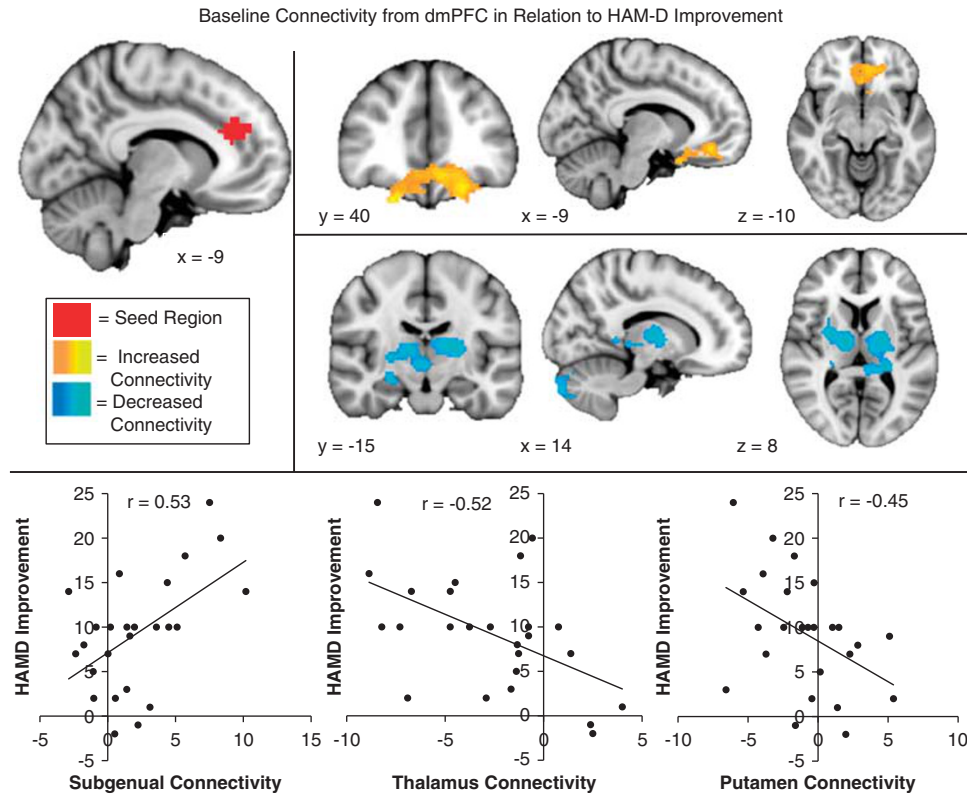 Baseline Connectivity from dmPFC in Relation to HAM-D Improvement
x = -9
y = 40
x = -9
z = -10
= Seed Region
= Increased
Connectivity
= Decreased
Connectivity
y = -15
x = 14
z = 8
HAMD Improvement
25
20
15
10
5
0
-5
-5
0
5
10
15
r = 0.53
Subgenual Connectivity
HAMD Improvement
25
20
15
10
5
0
-5
-10
-5
0
5
r = -0.52
Thalamus Connectivity
HAMD Improvement
25
20
15
10
5
0
-5
-10
-5
0
5
10
r = -0.45
Putamen Connectivity